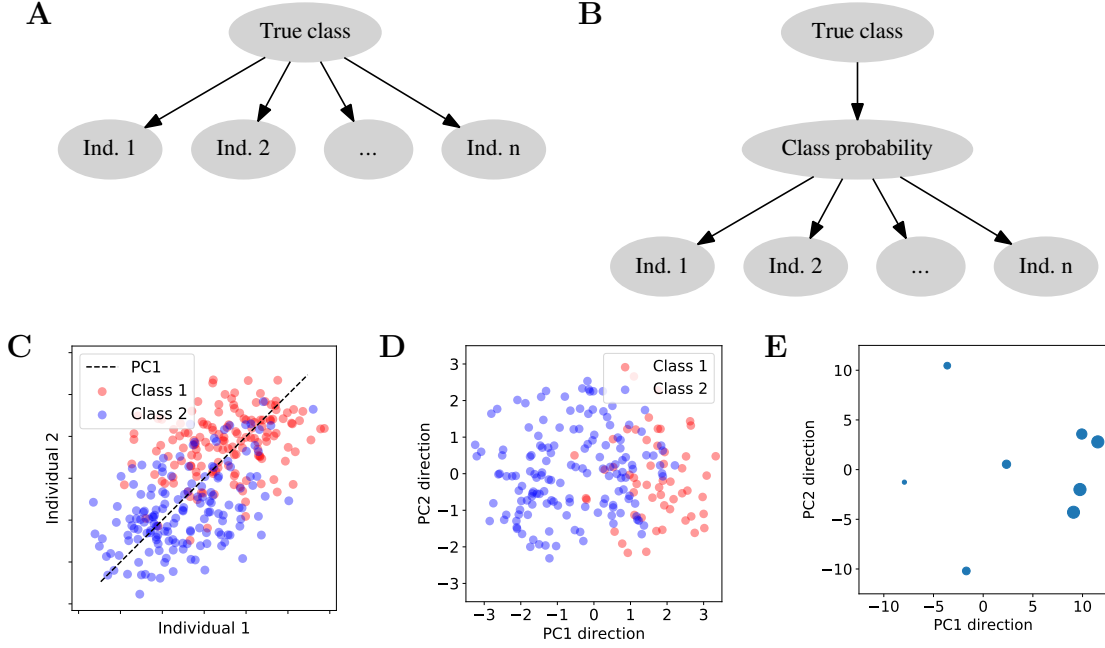 A
True class
Ind. 1 Ind. 2 ... Ind. n
B
True class
Class probability
Ind. 1 Ind. 2 ... Ind. n
C
PC1
Class 1
Class 2
Individual 2
Individual 1
D
Class 1
Class 2
3
2
1
0
−1
−2
−3
PC2 direction
−3 −2 −1 0 1 2 3
PC1 direction
E
10
5
0
−5
−10
PC2 direction
−10 −5 0 5 10
PC1 direction